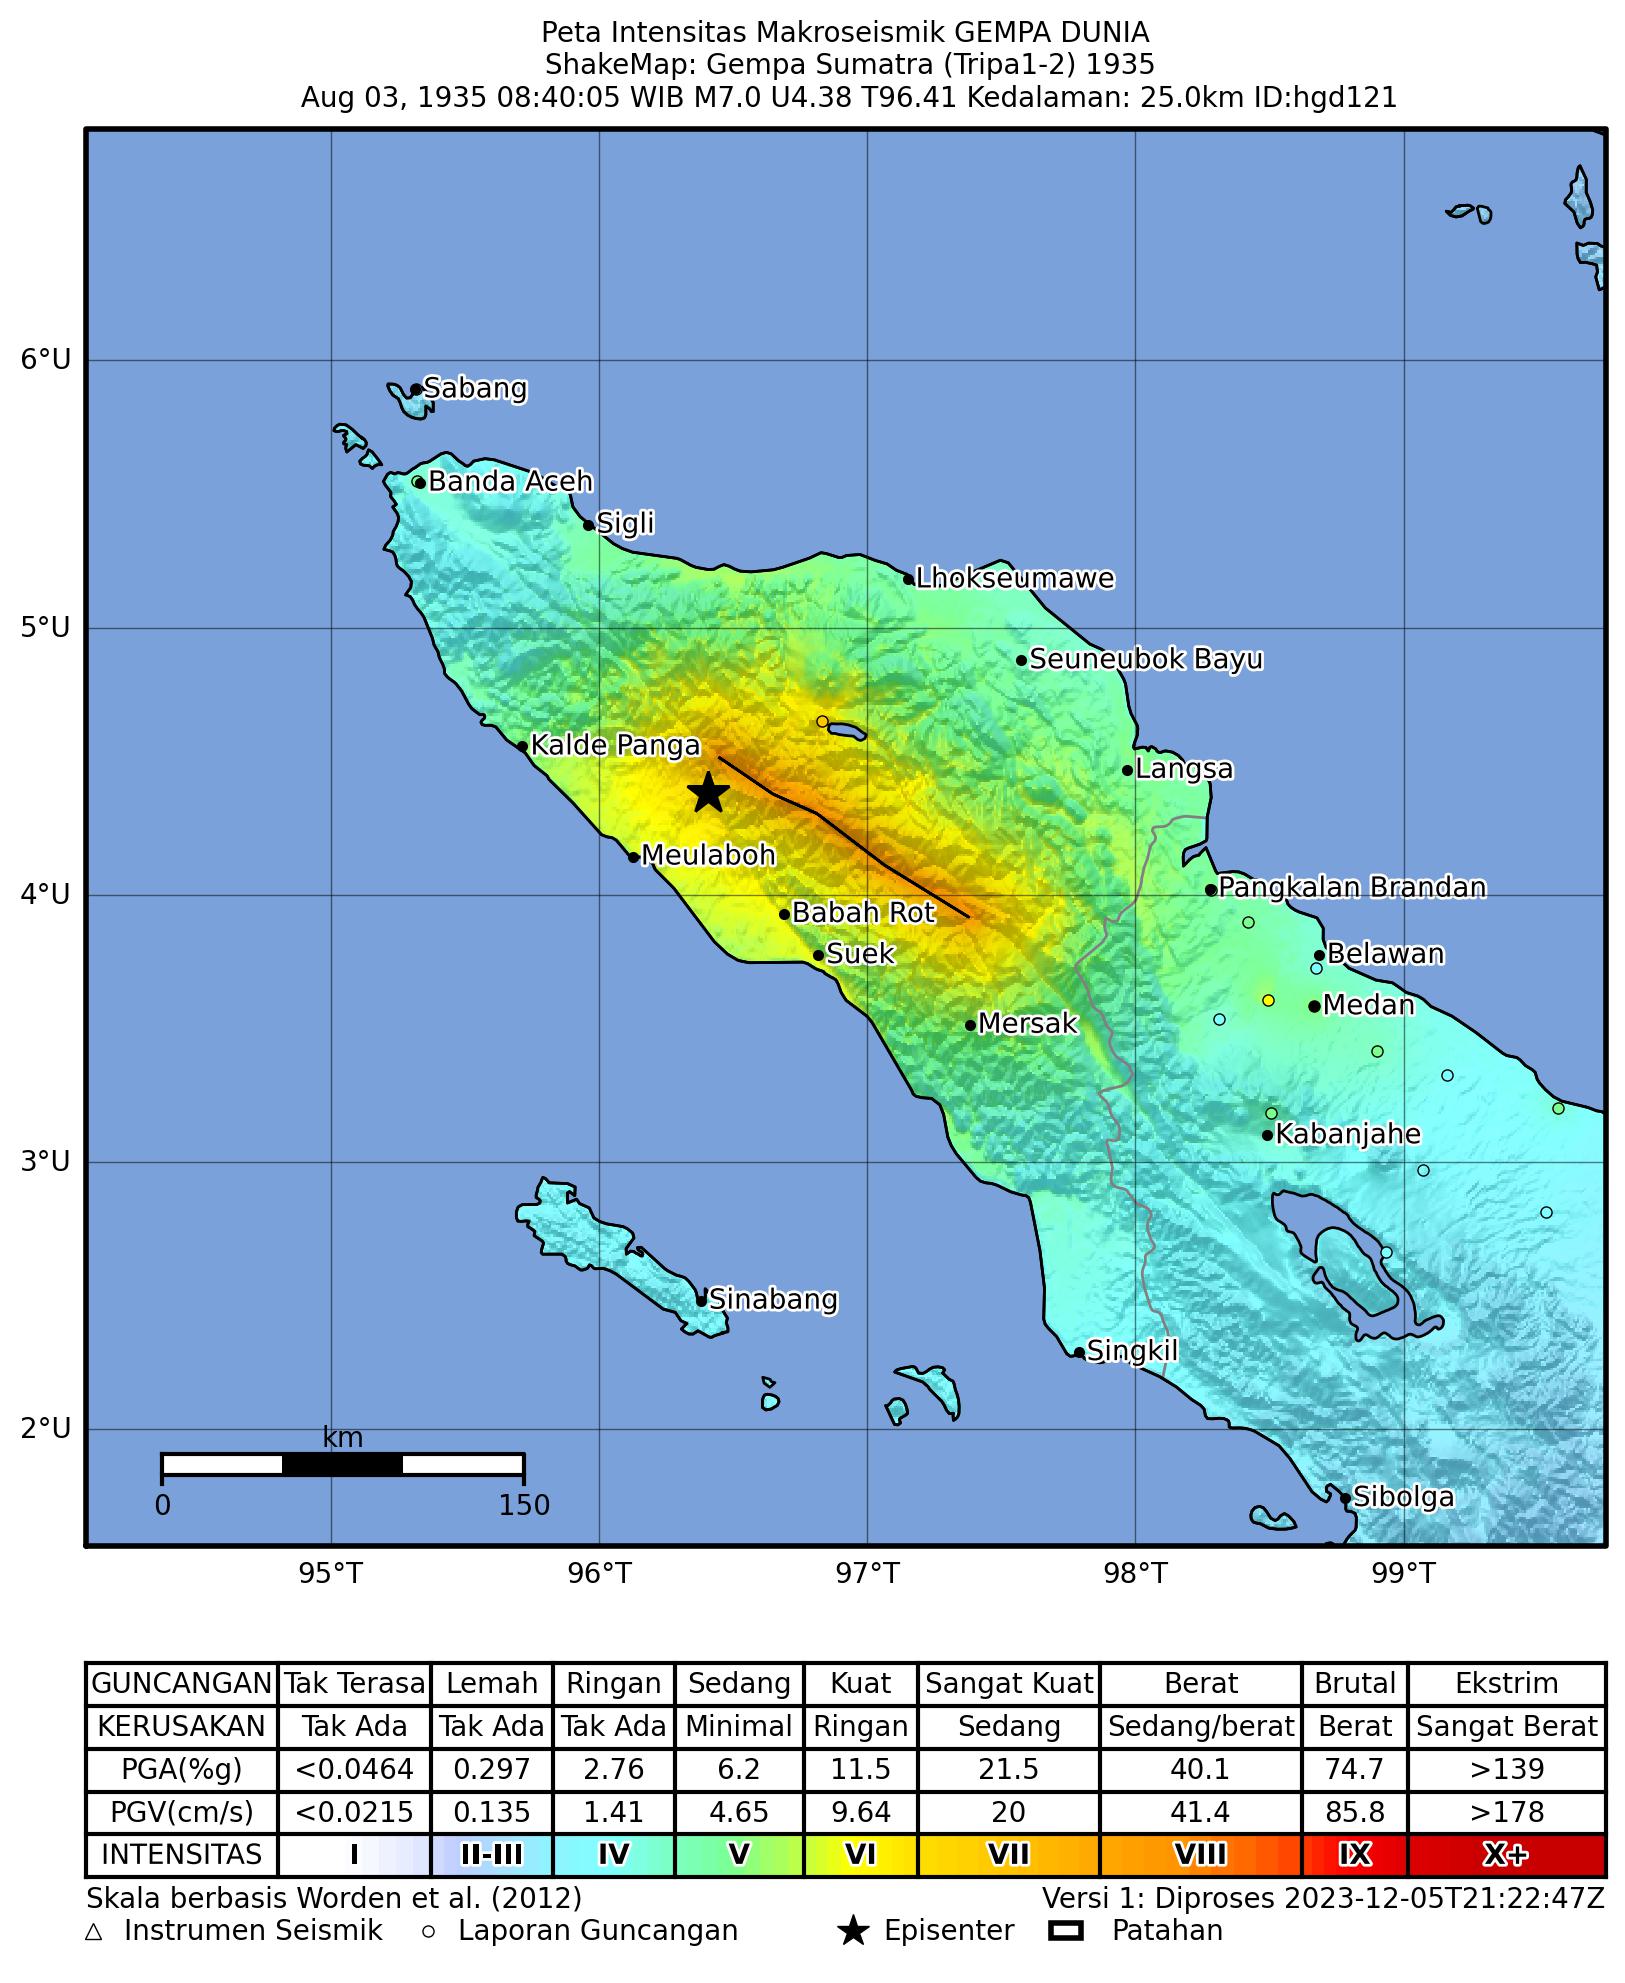 Peta Intensitas Makroseismik GEMPA DUNIA
ShakeMap: Gempa Sumatra (Tripa1-2) 1935
Aug 03, 1935 08:40:05 WIB M7.0 U4.38 T96.41 Kedalaman: 25.0km ID:hgd121
6°U
Sabang
Banda Aceh
Sigli
Lhokseumawe
5°U
Seuneubok Bayu
Kalde Panga
Langsa
Meulaboh
4°U
Pangkalan Brandan
Babah Rot
Suek
Belawan
Medan
Mersak
Kabanjahe
3°U
Sinabang
Singkil
2°U
km
0 150
Sibolga
95°T 96°T 97°T 98°T 99°T
GUNCANGAN Tak Terasa Lemah Ringan Sedang Kuat Sangat Kuat Berat Brutal Ekstrim
KERUSAKAN Tak Ada Tak Ada Tak Ada Minimal Ringan Sedang Sedang/berat Berat Sangat Berat
PGA(%g) <0.0464 0.297 2.76 6.2 11.5 21.5 40.1 74.7 >139
PGV(cm/s) <0.0215 0.135 1.41 4.65 9.64 20 41.4 85.8 >178
INTENSITAS I II-III IV V VI VII VIII IX X+
Skala berbasis Worden et al. (2012) Versi 1: Diproses 2023-12-05T21:22:47Z
Instrumen Seismik Laporan Guncangan Episenter Patahan